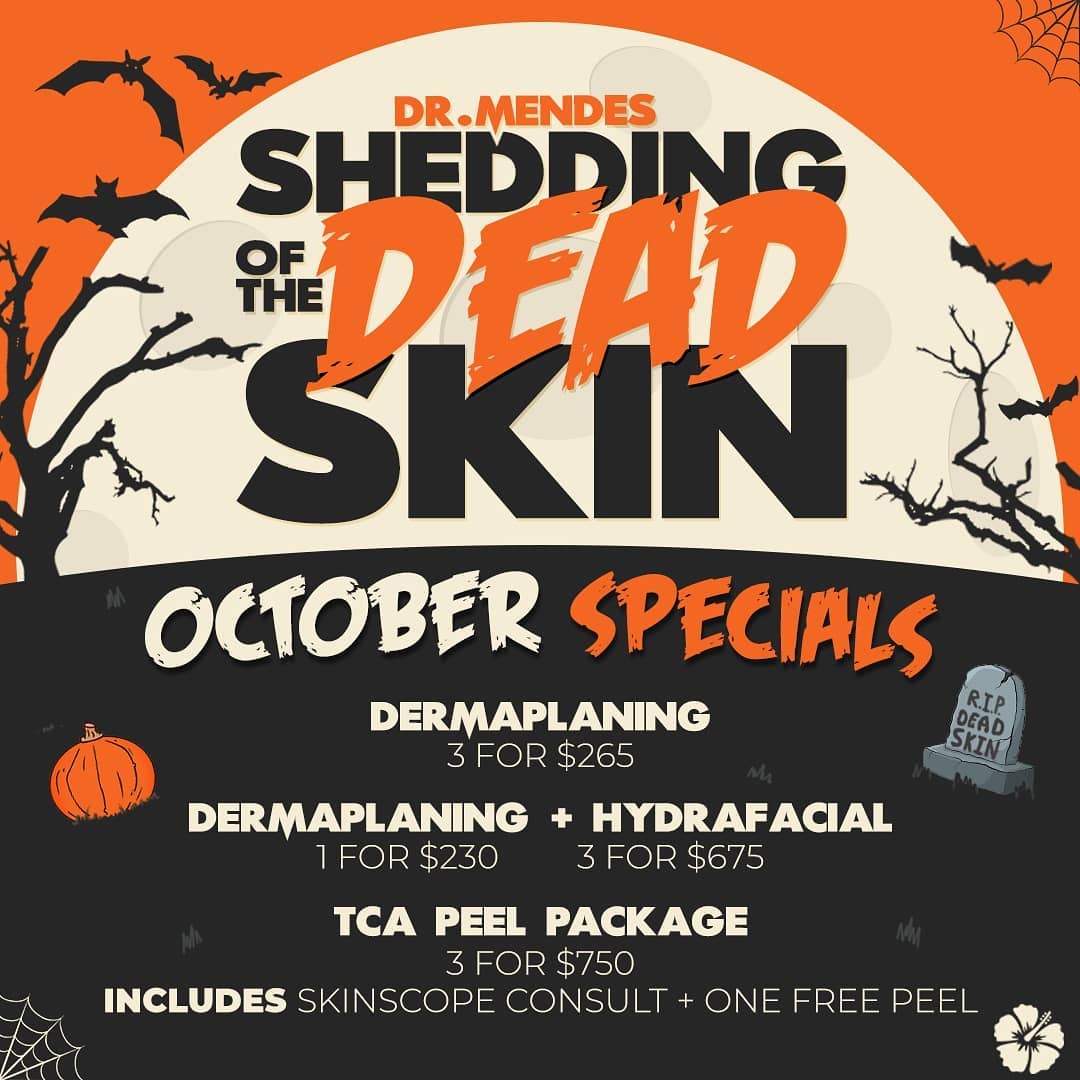 DR. MENDES
SHEDDING
OF THE DEAD
SKIN
OCTOBER SPECIALS
DERMAPLANING
3 FOR $265
DERMAPLANING + HYDRAFACIAL
1 FOR $230 3 FOR $675
TCA PEEL PACKAGE
3 FOR $750
INCLUDES SKINSCOPE CONSULT + ONE FREE PEEL
R.I.P.
DEAD
SKIN